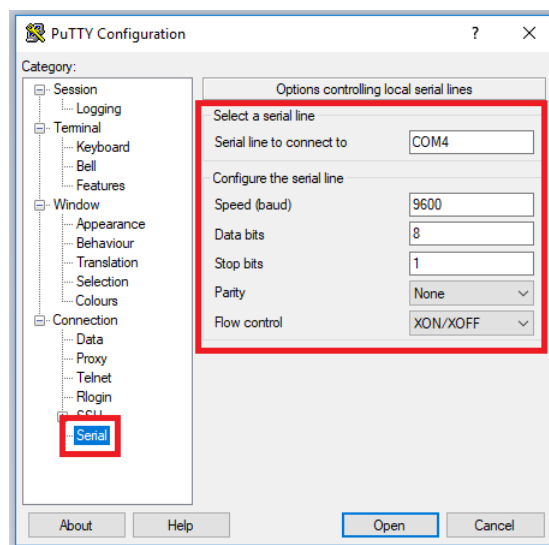 PuTTY Configuration ? ×
Category:
Session
Logging
Terminal
Keyboard
Bell
Features
Window
Appearance
Behaviour
Translation
Selection
Colours
Connection
Data
Proxy
Telnet
Rlogin
SSH
Serial
Options controlling local serial lines
Select a serial line
Serial line to connect to COM4
Configure the serial line
Speed (baud) 9600
Data bits 8
Stop bits 1
Parity None
Flow control XON/XOFF
About Help Open Cancel